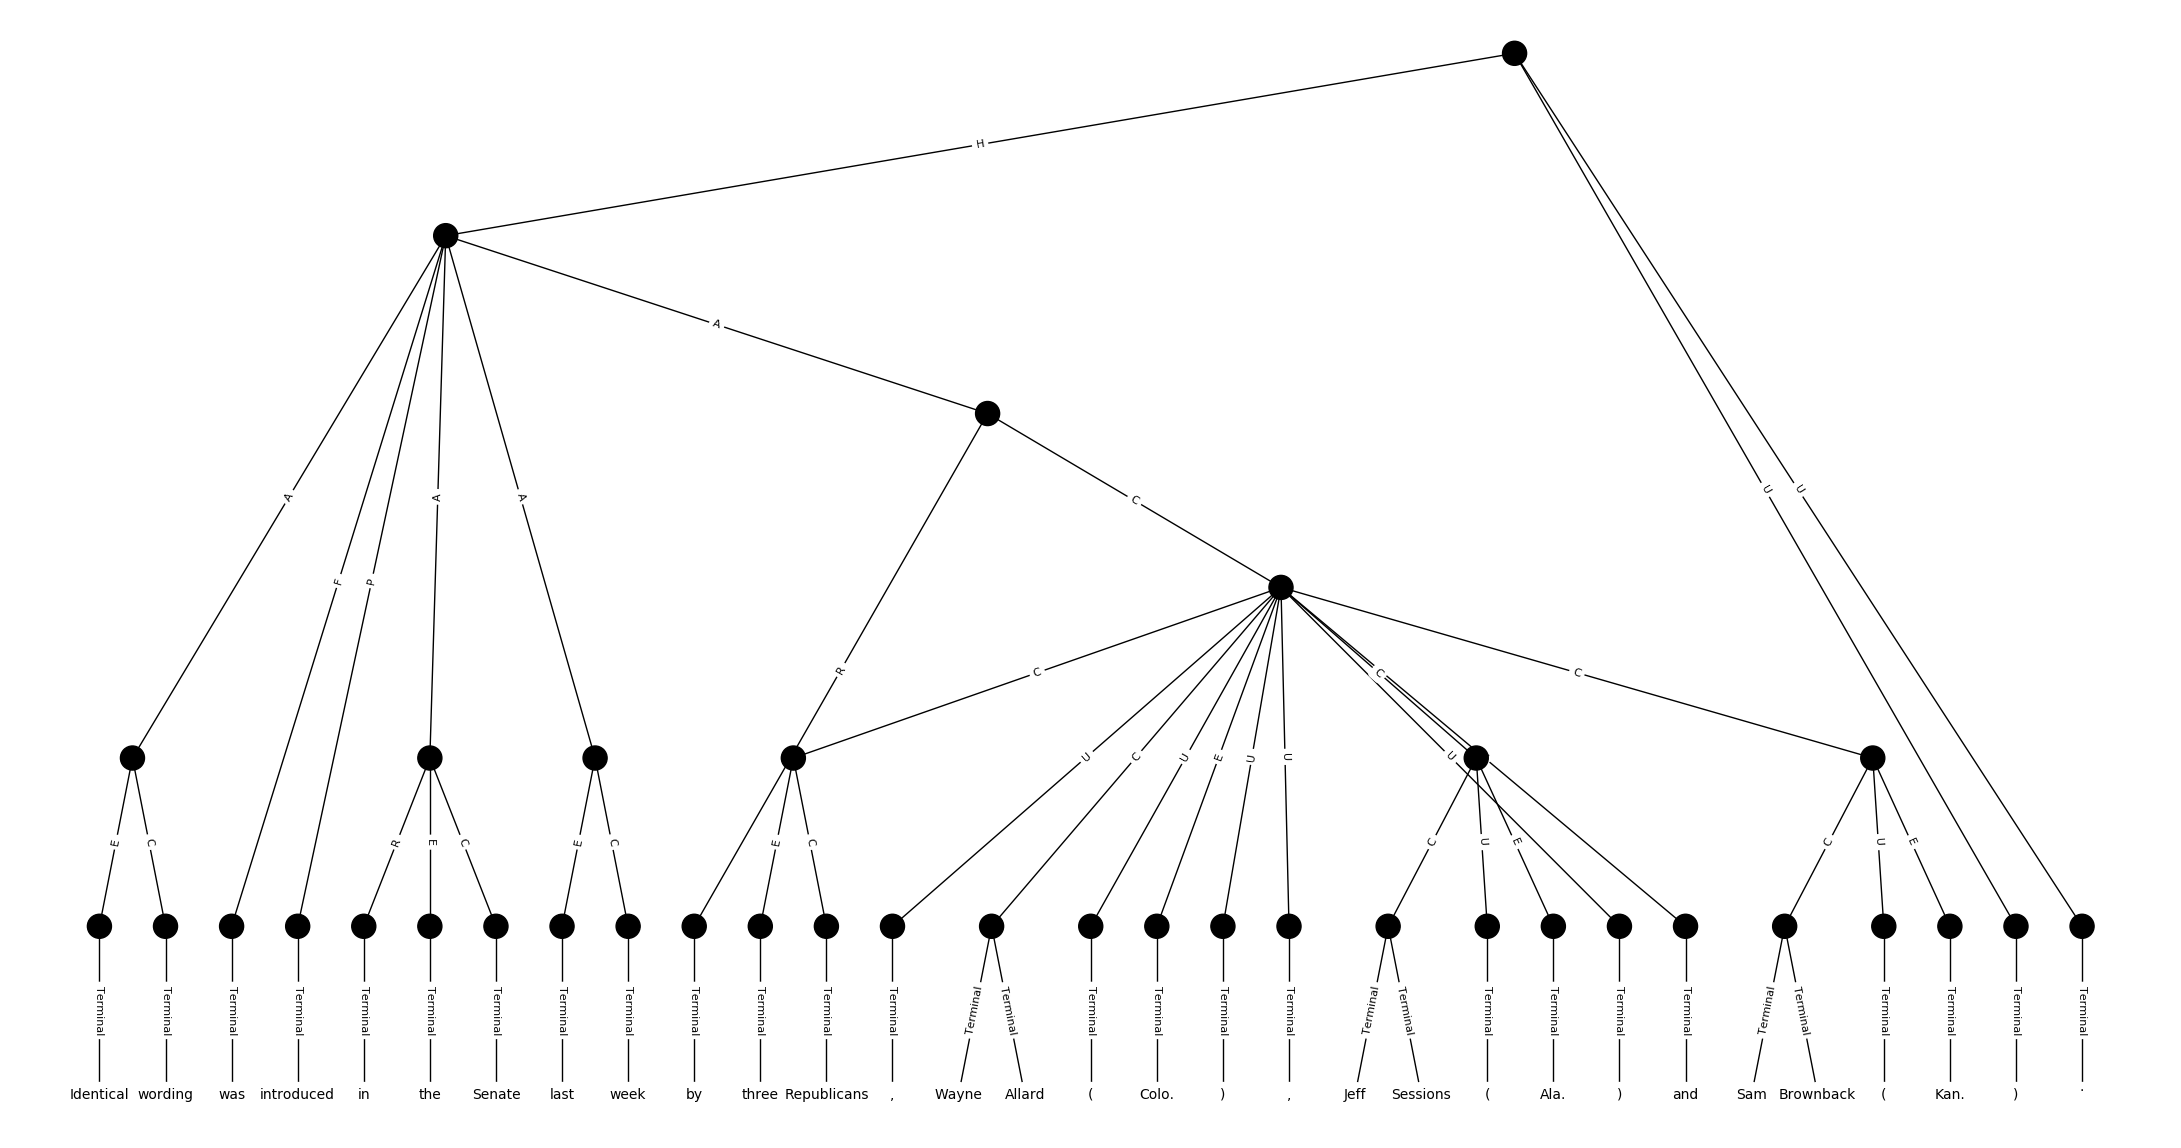 H
A
A F P A A
R C
C C C
U C U E U U U
E C R E C E C E C C U E C U E
Terminal Terminal Terminal Terminal Terminal Terminal Terminal Terminal Terminal Terminal Terminal Terminal Terminal Terminal Terminal Terminal Terminal Terminal Terminal Terminal Terminal Terminal Terminal Terminal Terminal Terminal Terminal Terminal Terminal Terminal Terminal
U U
Identical wording was introduced in the Senate last week by three Republicans , Wayne Allard ( Colo. ) , Jeff Sessions ( Ala. ) and Sam Brownback ( Kan. ) .